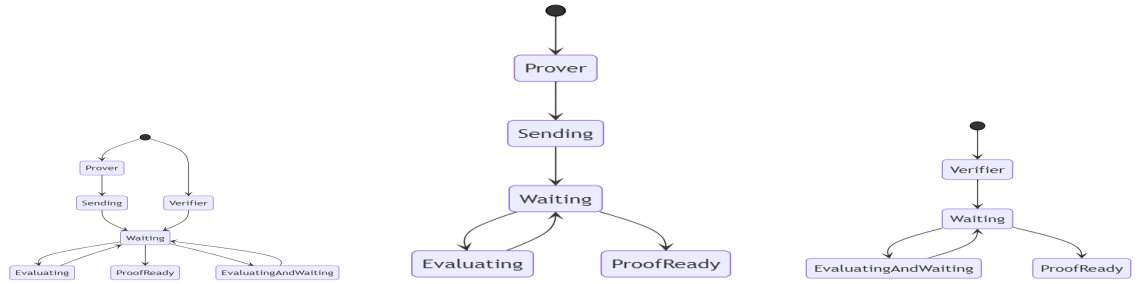 Prover
Sending
Verifier
Waiting
Evaluating
ProofReady
EvaluatingAndWaiting
Prover
Sending
Waiting
Evaluating
ProofReady
Verifier
Waiting
EvaluatingAndWaiting
ProofReady